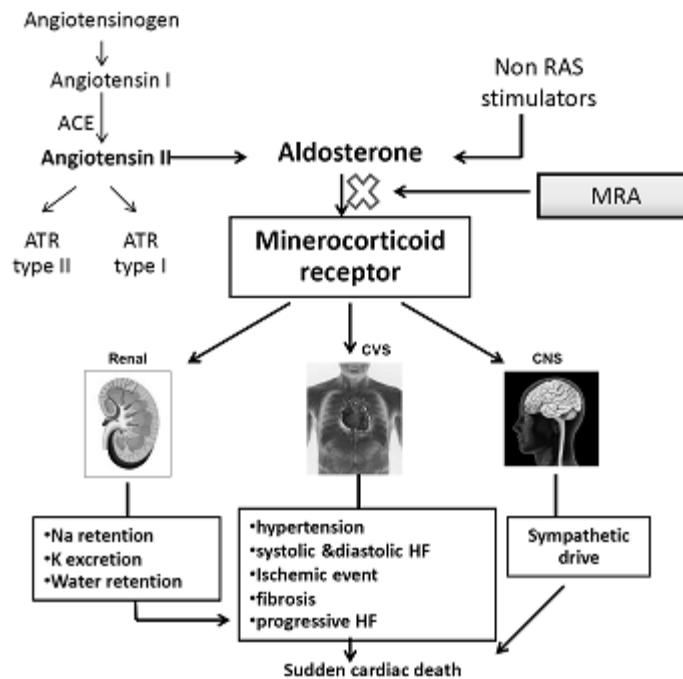 Angiotensinogen
Angiotensin I
ACE
Angiotensin II
ATR
type II
ATR
type I
Aldosterone
Non RAS
stimulators
MRA
Minerocorticoid
receptor
Renal
CVS
CNS
•Na retention
•K excretion
•Water retention
•hypertension
•systolic &diastolic HF
•Ischemic event
•fibrosis
•progressive HF
Sympathetic
drive
Sudden cardiac death